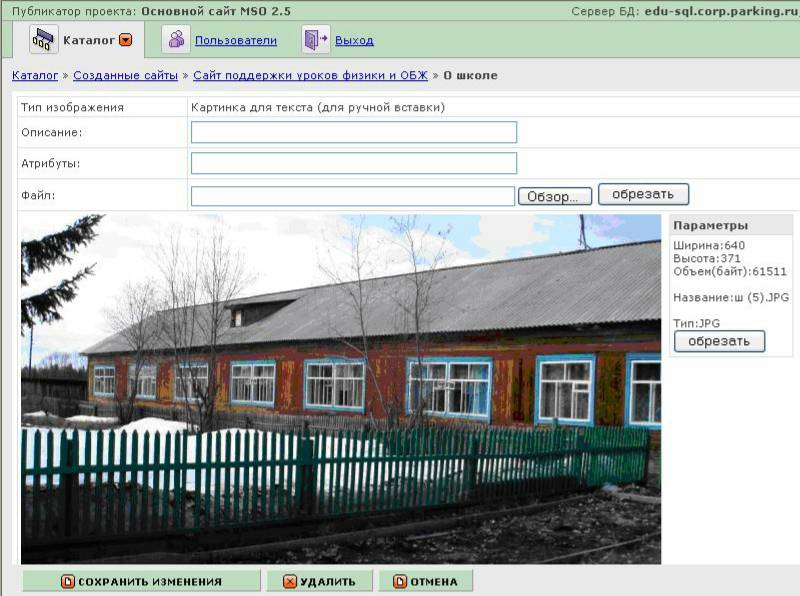 Публикатор проекта: Основной сайт MSO 2.5 Сервер БД: edu-sql.corp.parking.ru
Каталог Пользователи Выход
Каталог » Созданные сайты » Сайт поддержки уроков физики и ОБЖ » О школе
Тип изображения Картинка для текста (для ручной вставки)
Описание:
Атрибуты:
Файл: Обзор... обрезать
Параметры
Ширина:640
Высота:371
Объем(байт):61511
Название:ш (5).JPG
Тип:JPG
обрезать
СОХРАНИТЬ ИЗМЕНЕНИЯ УДАЛИТЬ ОТМЕНА